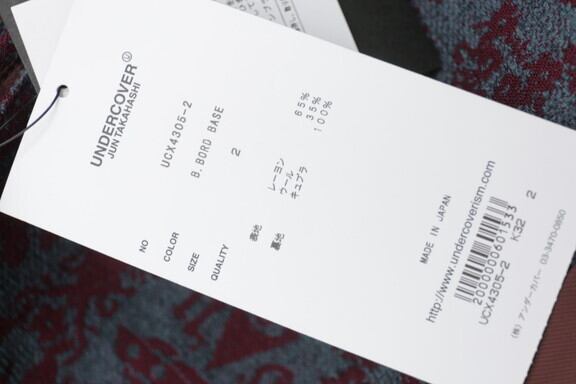 UNDERCOVER
JUN TAKAHASHI
NO UCX4305-2
COLOR B.BORD BASE
SIZE 2
QUALITY
表地 レーヨン 65%
ウール 35%
裏地 キュプラ 100%
MADE IN JAPAN
http://www.undercoverism.com
2000000601533
UCX4305-2 K32 2
(株) アンダーカバー 03-3470-0850